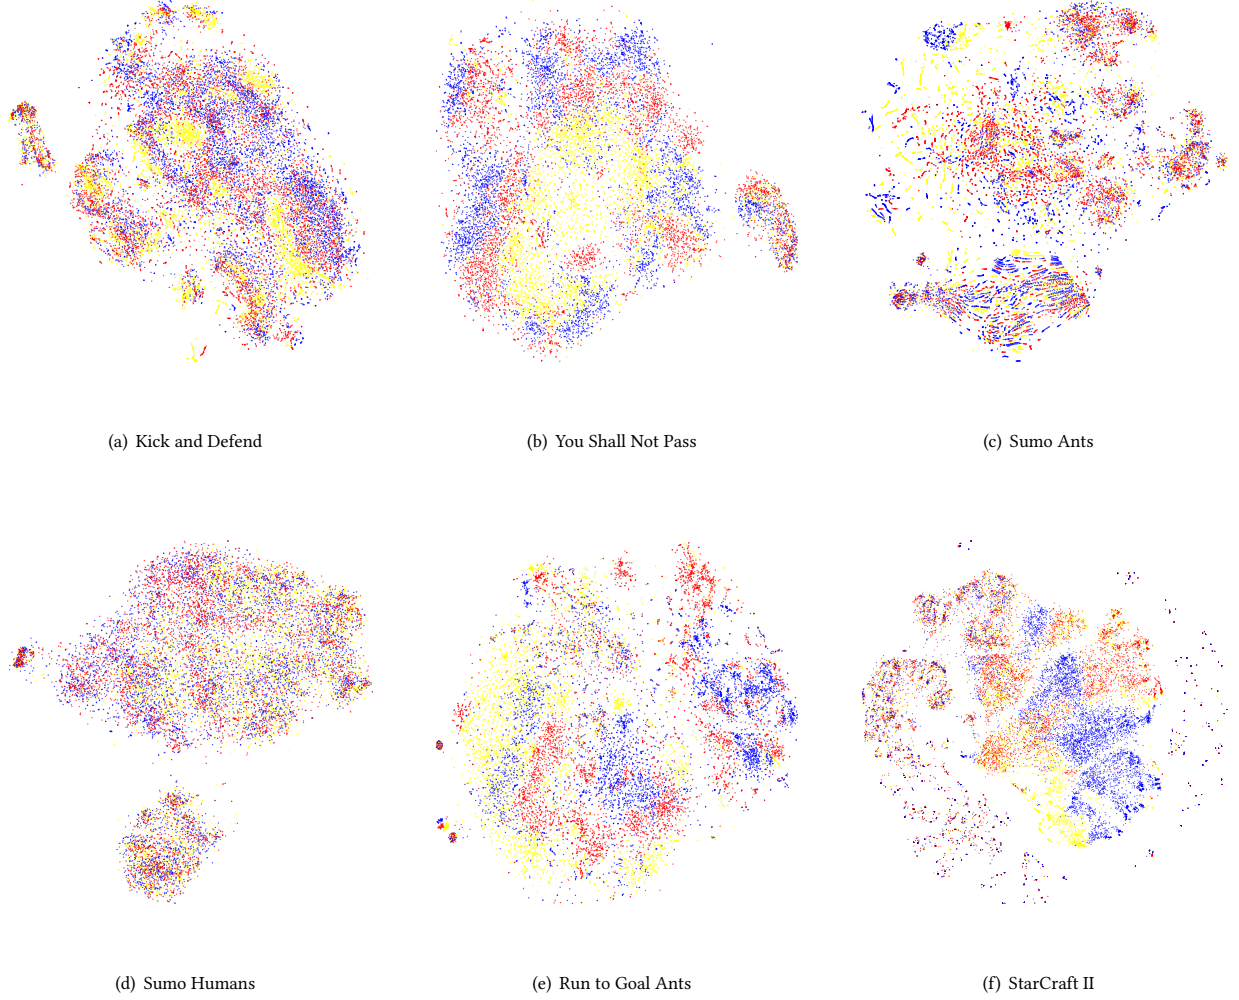 (a) Kick and Defend
(b) You Shall Not Pass
(c) Sumo Ants
(d) Sumo Humans
(e) Run to Goal Ants
(f) StarCraft II